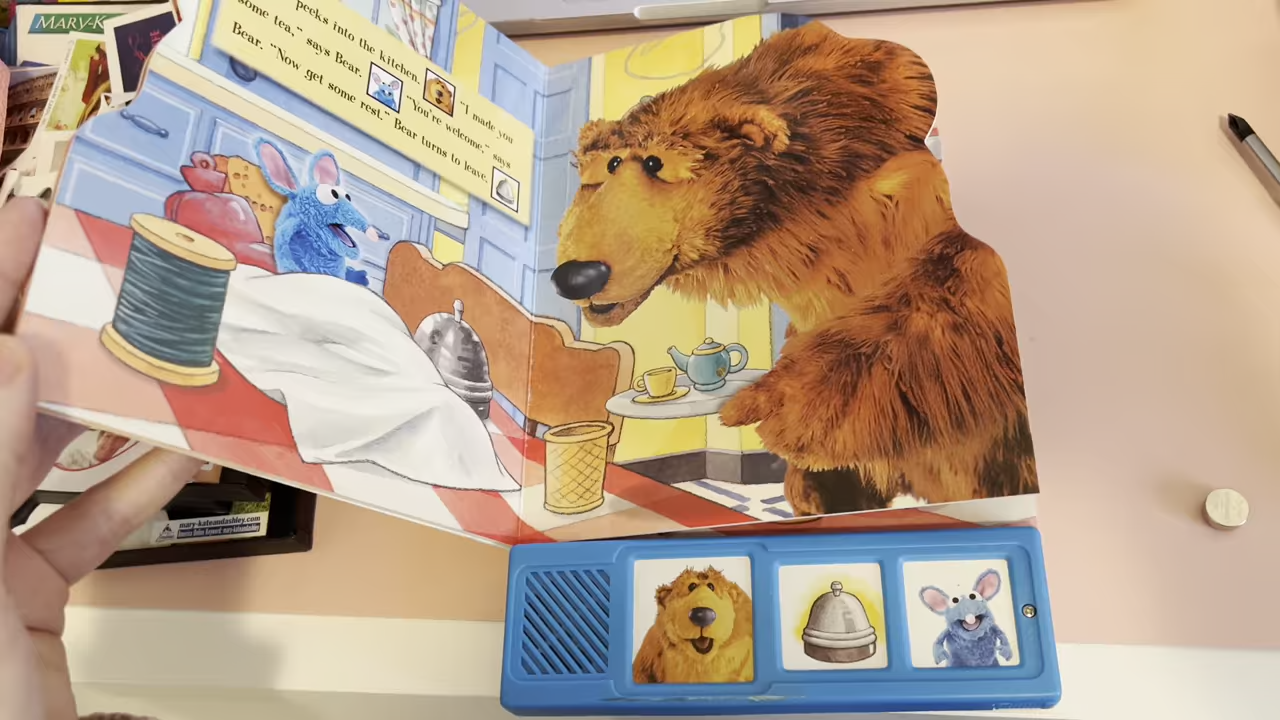 peeks into the kitchen. "I made you
some tea," says Bear. "You're welcome," says
Bear. "Now get some rest." Bear turns to leave.
MARY-K
mary-kateandashley.com